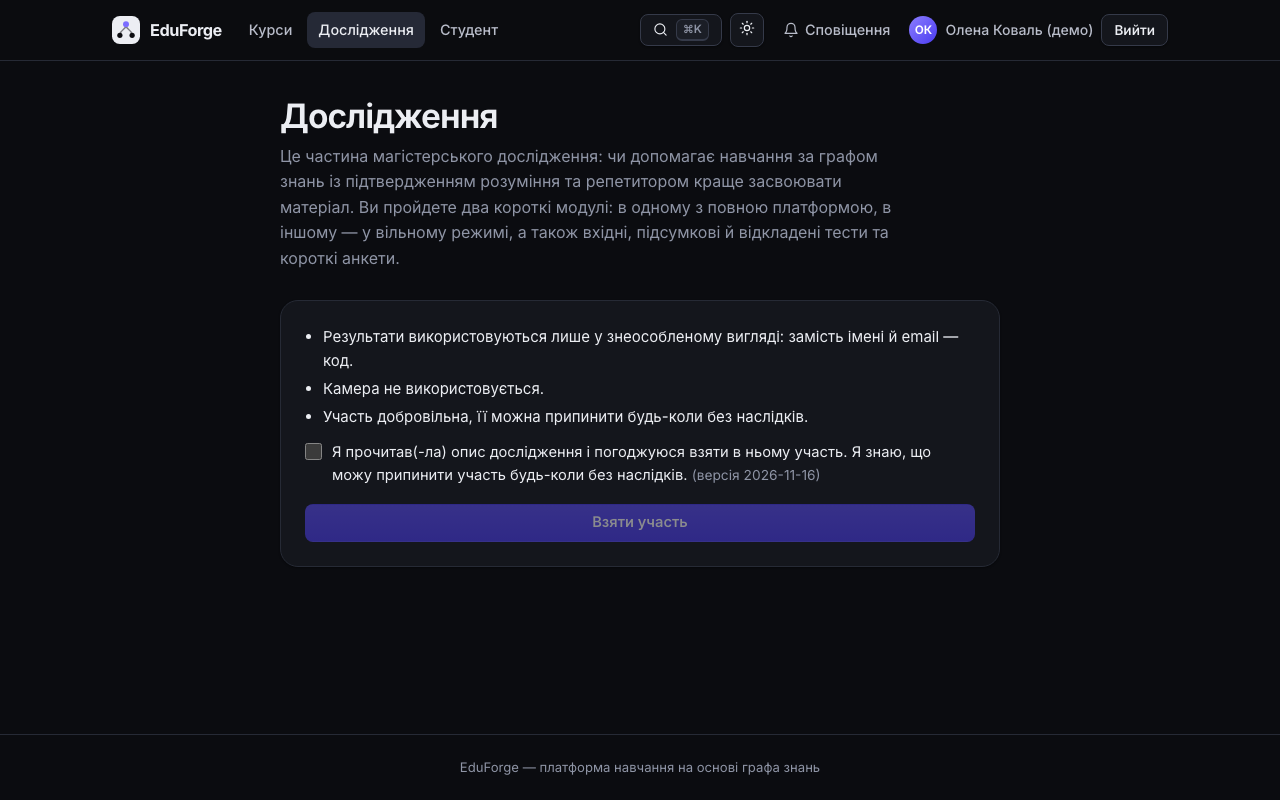 EduForge
Курси
Дослідження
Студент
⌘K
Сповіщення
ОК
Олена Коваль (демо)
Вийти
Дослідження
Це частина магістерського дослідження: чи допомагає навчання за графом
знань із підтвердженням розуміння та репетитором краще засвоювати
матеріал. Ви пройдете два короткі модулі: в одному з повною платформою, в
іншому — у вільному режимі, а також вхідні, підсумкові й відкладені тести та
короткі анкети.
• Результати використовуються лише у знеособленому вигляді: замість імені й email —
код.
• Камера не використовується.
• Участь добровільна, її можна припинити будь-коли без наслідків.
Я прочитав(-ла) опис дослідження і погоджуюся взяти в ньому участь. Я знаю, що
можу припинити участь будь-коли без наслідків. (версія 2026-11-16)
Взяти участь
EduForge — платформа навчання на основі графа знань